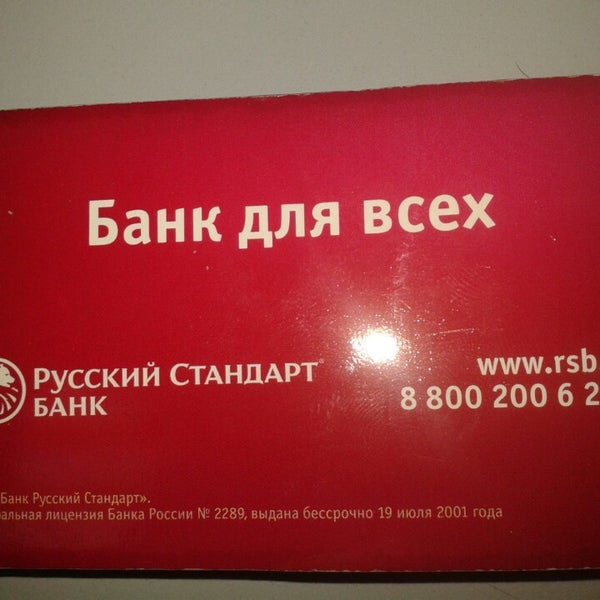 Банк для всех
Русский Стандарт®
Банк
www.rsb
8 800 200 6 2
Банк Русский Стандарт».
альная лицензия Банка России № 2289, выдана бессрочно 19 июля 2001 года